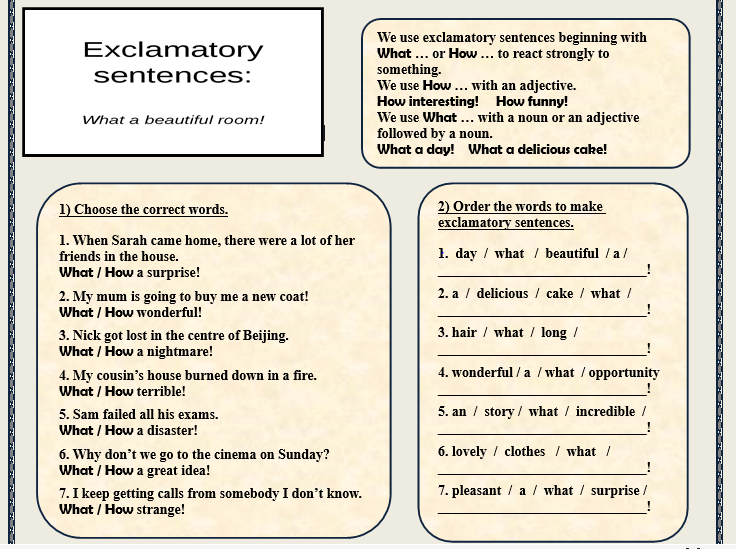 Exclamatory
sentences:
What a beautiful room!
We use exclamatory sentences beginning with
What … or How … to react strongly to
something.
We use How … with an adjective.
How interesting! How funny!
We use What … with a noun or an adjective
followed by a noun.
What a day! What a delicious cake!
1) Choose the correct words.
1. When Sarah came home, there were a lot of her
friends in the house.
What / How a surprise!
2. My mum is going to buy me a new coat!
What / How wonderful!
3. Nick got lost in the centre of Beijing.
What / How a nightmare!
4. My cousin’s house burned down in a fire.
What / How terrible!
5. Sam failed all his exams.
What / How a disaster!
6. Why don’t we go to the cinema on Sunday?
What / How a great idea!
7. I keep getting calls from somebody I don’t know.
What / How strange!
2) Order the words to make
exclamatory sentences.
1. day / what / beautiful / a /
______________________________!
2. a / delicious / cake / what /
______________________________!
3. hair / what / long /
______________________________!
4. wonderful / a / what / opportunity
______________________________!
5. an / story / what / incredible /
______________________________!
6. lovely / clothes / what /
______________________________!
7. pleasant / a / what / surprise /
______________________________!